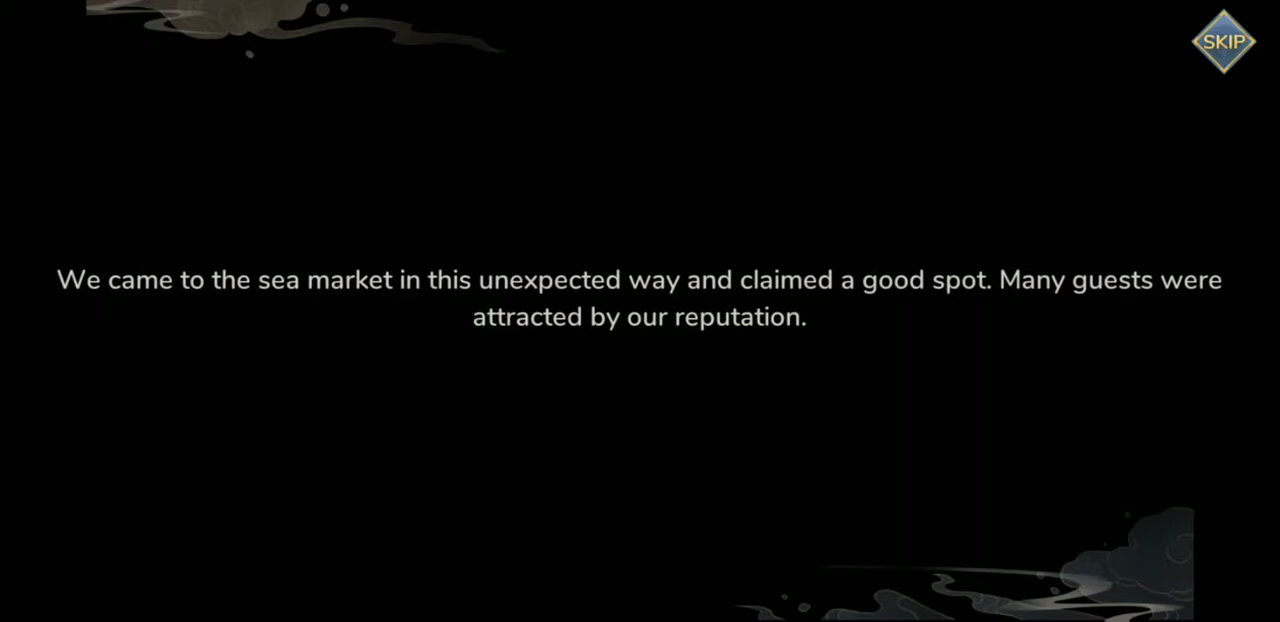 SKIP
We came to the sea market in this unexpected way and claimed a good spot. Many guests were
attracted by our reputation.